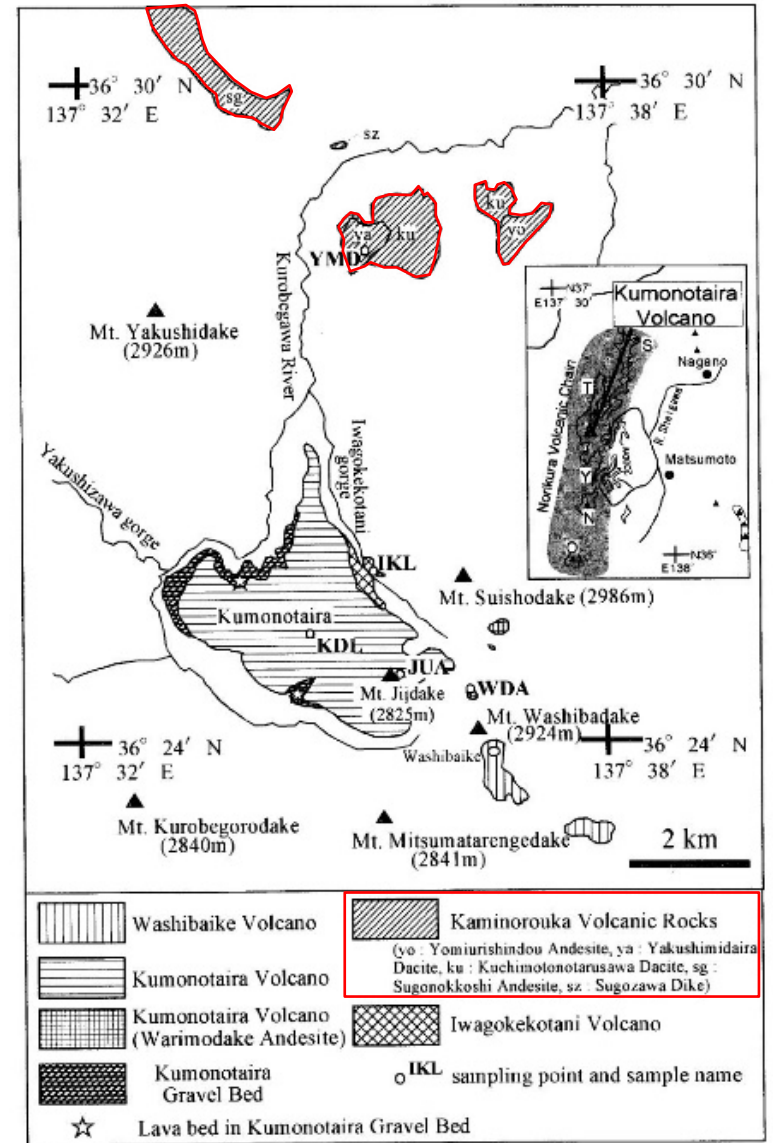 36° 30′ N
137° 32′ E
36° 30′ N
137° 38′ E
sg
sz
ku
yo
ya
ku
YMD
Kurobegawa River
Mt. Yakushidake
(2926m)
N37°
E137° 30′
Kumonotaira
Volcano
S
Nagano
T
Norikura Volcanic Chain
Y
Matsumoto
N
O
N36°
E138°
Iwagokekotani
gorge
Yakushizawa gorge
IKL
Mt. Suishodake (2986m)
Kumonotaira
KDL
JUA
WDA
Mt. Jijdake
(2825m)
Mt. Washibadake
(2924m)
Washibaike
36° 24′ N
137° 32′ E
36° 24′ N
137° 38′ E
Mt. Kurobegorodake
(2840m)
Mt. Mitsumatarengedake
(2841m)
2 km
Washibaike Volcano
Kumonotaira Volcano
Kumonotaira Volcano
(Warimodake Andesite)
Kumonotaira
Gravel Bed
Lava bed in Kumonotaira Gravel Bed
Kaminorouka Volcanic Rocks
(yo : Yomiurishindou Andesite, ya : Yakushimidaira
Dacite, ku : Kuchimotonotarusawa Dacite, sg :
Sugonokkoshi Andesite, sz : Sugozawa Dike)
Iwagokekotani Volcano
IKL sampling point and sample name